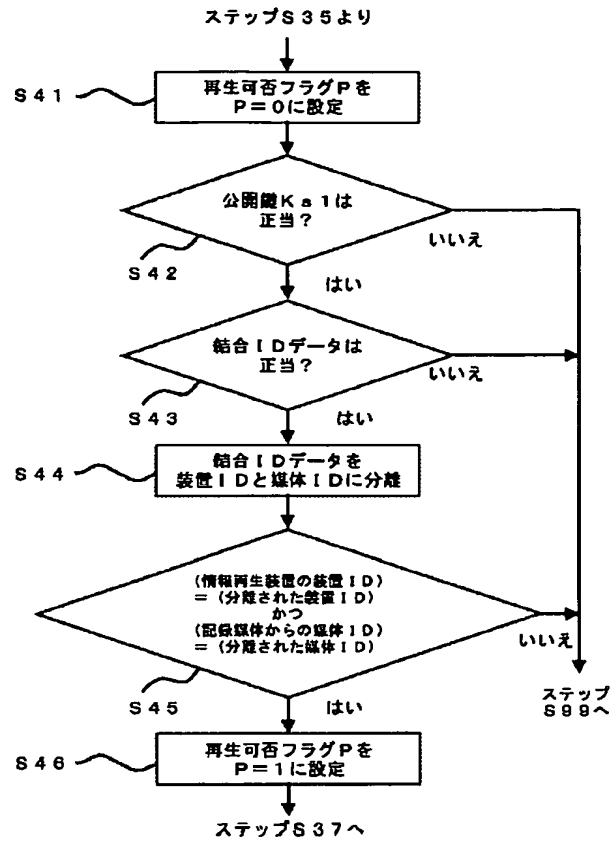 ステップS35より
S41
再生可否フラグPを
P=0に設定
公開鍵Ks1は
正当?
いいえ
S42
はい
結合IDデータは
正当?
いいえ
S43
はい
S44
結合IDデータを
装置IDと媒体IDに分離
(情報再生装置の装置ID)
=(分離された装置ID)
かつ
(記録媒体からの媒体ID)
=(分離された媒体ID)
いいえ
S45
はい
ステップ
S99へ
S46
再生可否フラグPを
P=1に設定
ステップS37へ